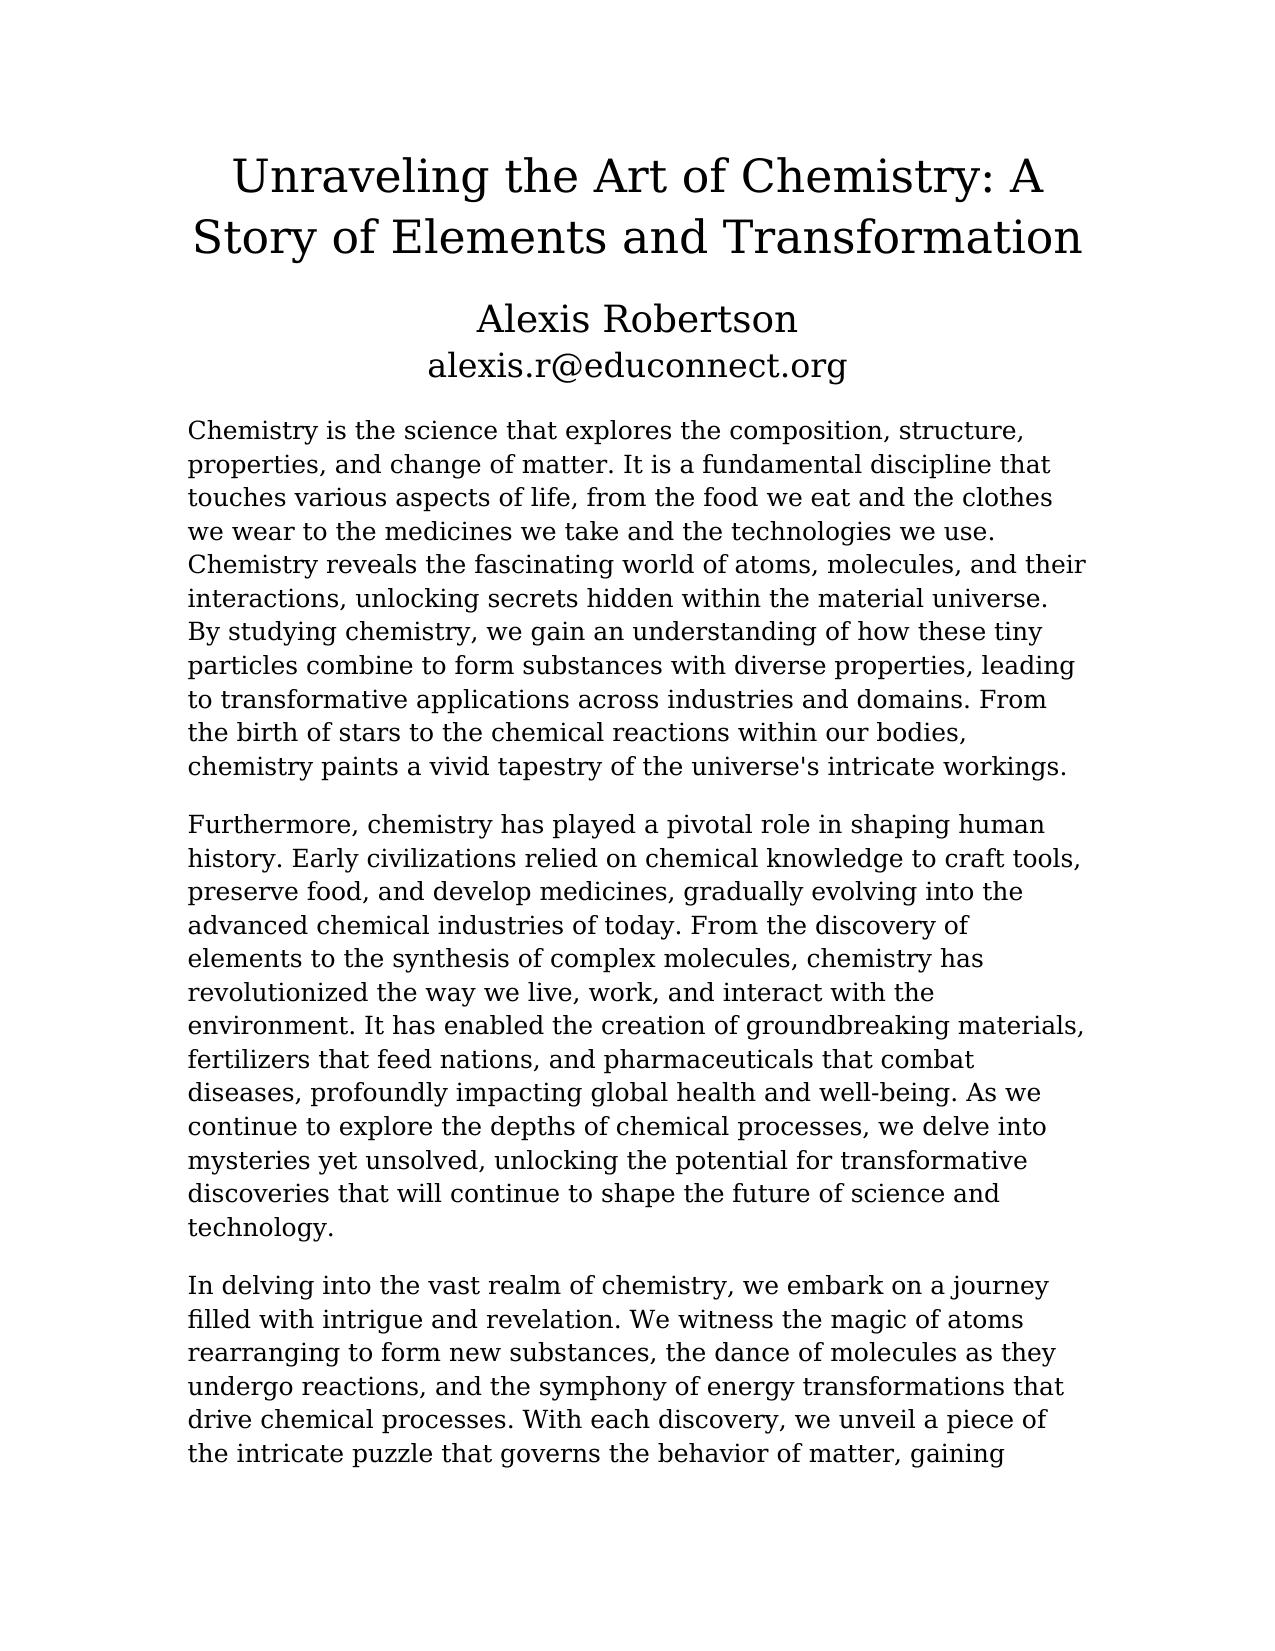 Unraveling the Art of Chemistry: A
Story of Elements and Transformation
Alexis Robertson
alexis.r@educonnect.org
Chemistry is the science that explores the composition, structure,
properties, and change of matter. It is a fundamental discipline that
touches various aspects of life, from the food we eat and the clothes
we wear to the medicines we take and the technologies we use.
Chemistry reveals the fascinating world of atoms, molecules, and their
interactions, unlocking secrets hidden within the material universe.
By studying chemistry, we gain an understanding of how these tiny
particles combine to form substances with diverse properties, leading
to transformative applications across industries and domains. From
the birth of stars to the chemical reactions within our bodies,
chemistry paints a vivid tapestry of the universe's intricate workings.
Furthermore, chemistry has played a pivotal role in shaping human
history. Early civilizations relied on chemical knowledge to craft tools,
preserve food, and develop medicines, gradually evolving into the
advanced chemical industries of today. From the discovery of
elements to the synthesis of complex molecules, chemistry has
revolutionized the way we live, work, and interact with the
environment. It has enabled the creation of groundbreaking materials,
fertilizers that feed nations, and pharmaceuticals that combat
diseases, profoundly impacting global health and well-being. As we
continue to explore the depths of chemical processes, we delve into
mysteries yet unsolved, unlocking the potential for transformative
discoveries that will continue to shape the future of science and
technology.
In delving into the vast realm of chemistry, we embark on a journey
filled with intrigue and revelation. We witness the magic of atoms
rearranging to form new substances, the dance of molecules as they
undergo reactions, and the symphony of energy transformations that
drive chemical processes. With each discovery, we unveil a piece of
the intricate puzzle that governs the behavior of matter, gaining